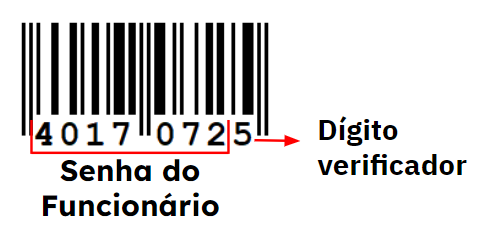 4017 0725
Senha do
Funcionário
Dígito
verificador